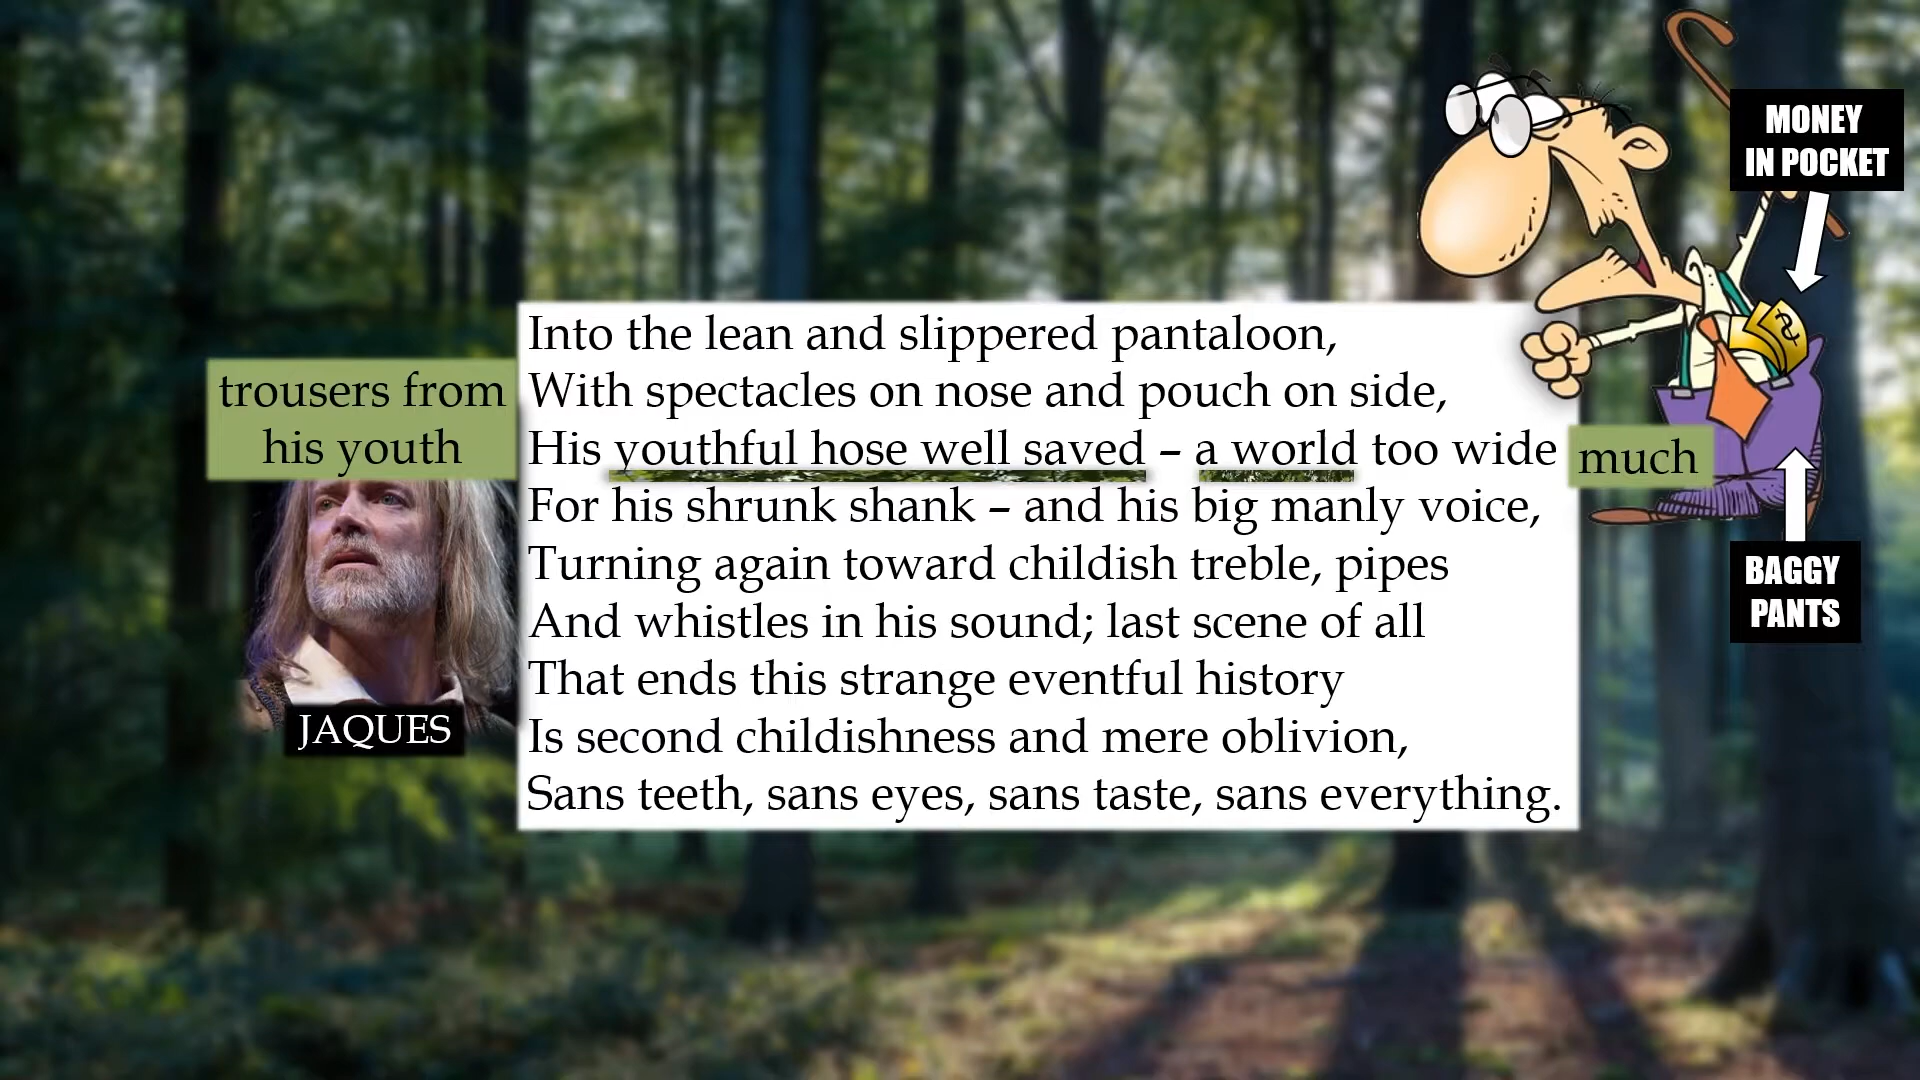 MONEY
IN POCKET
Into the lean and slippered pantaloon,
With spectacles on nose and pouch on side,
His youthful hose well saved – a world too wide
For his shrunk shank – and his big manly voice,
Turning again toward childish treble, pipes
And whistles in his sound; last scene of all
That ends this strange eventful history
Is second childishness and mere oblivion,
Sans teeth, sans eyes, sans taste, sans everything.
trousers from
his youth
much
BAGGY
PANTS
JAQUES